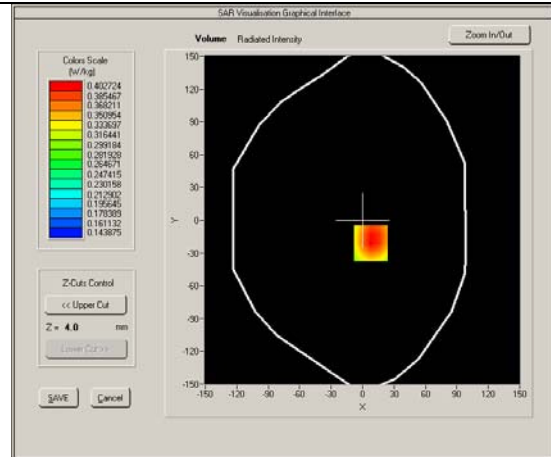 SAR Visualisation Graphical Interface
Volume Radiated Intensity
Zoom In/Out
Colors Scale
(W/kg)
0.402724
0.385467
0.368211
0.350954
0.333697
0.316441
0.299184
0.281928
0.264671
0.247415
0.230158
0.212902
0.195645
0.178389
0.161132
0.143875
Z-Cuts Control
<< Upper Cut
Z = 4.0 mm
SAVE
Cancel
150
120
90
60
30
0
-30
-60
-90
-120
-150
Y
-150 -120 -90 -60 -30 0 30 60 90 120 150
X